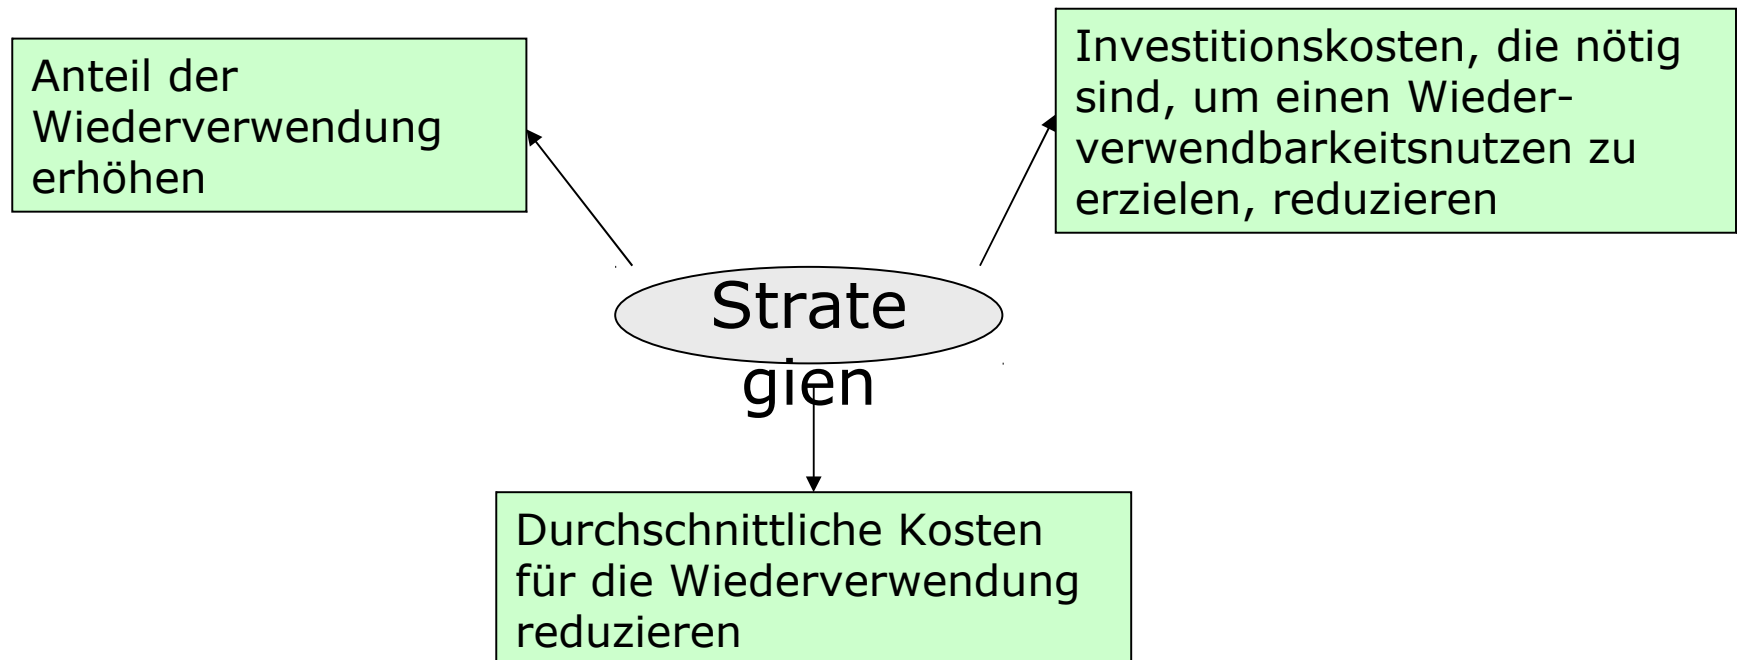 Anteil der
Wiederverwendung
erhöhen
Investitionskosten, die nötig
sind, um einen Wieder-
verwendbarkeitsnutzen zu
erzielen, reduzieren
Strate
gien
Durchschnittliche Kosten
für die Wiederverwendung
reduzieren